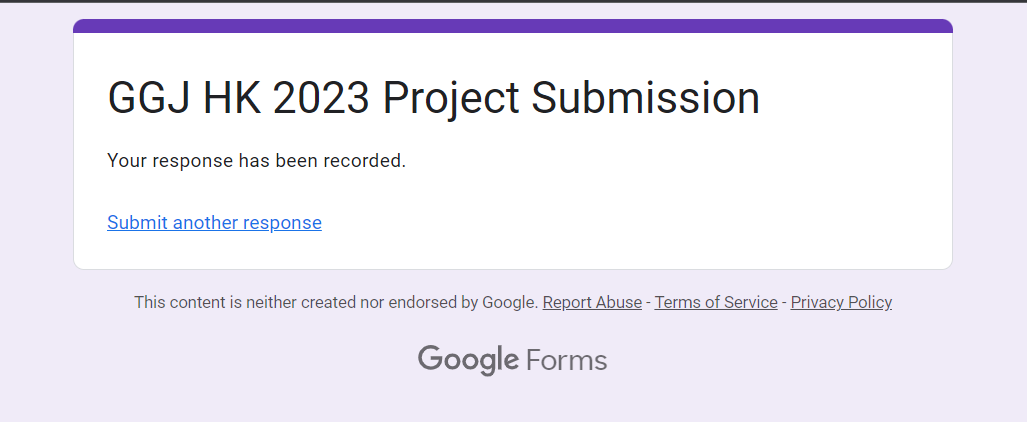 GGJ HK 2023 Project Submission
Your response has been recorded.
Submit another response
This content is neither created nor endorsed by Google. Report Abuse - Terms of Service - Privacy Policy
Google Forms